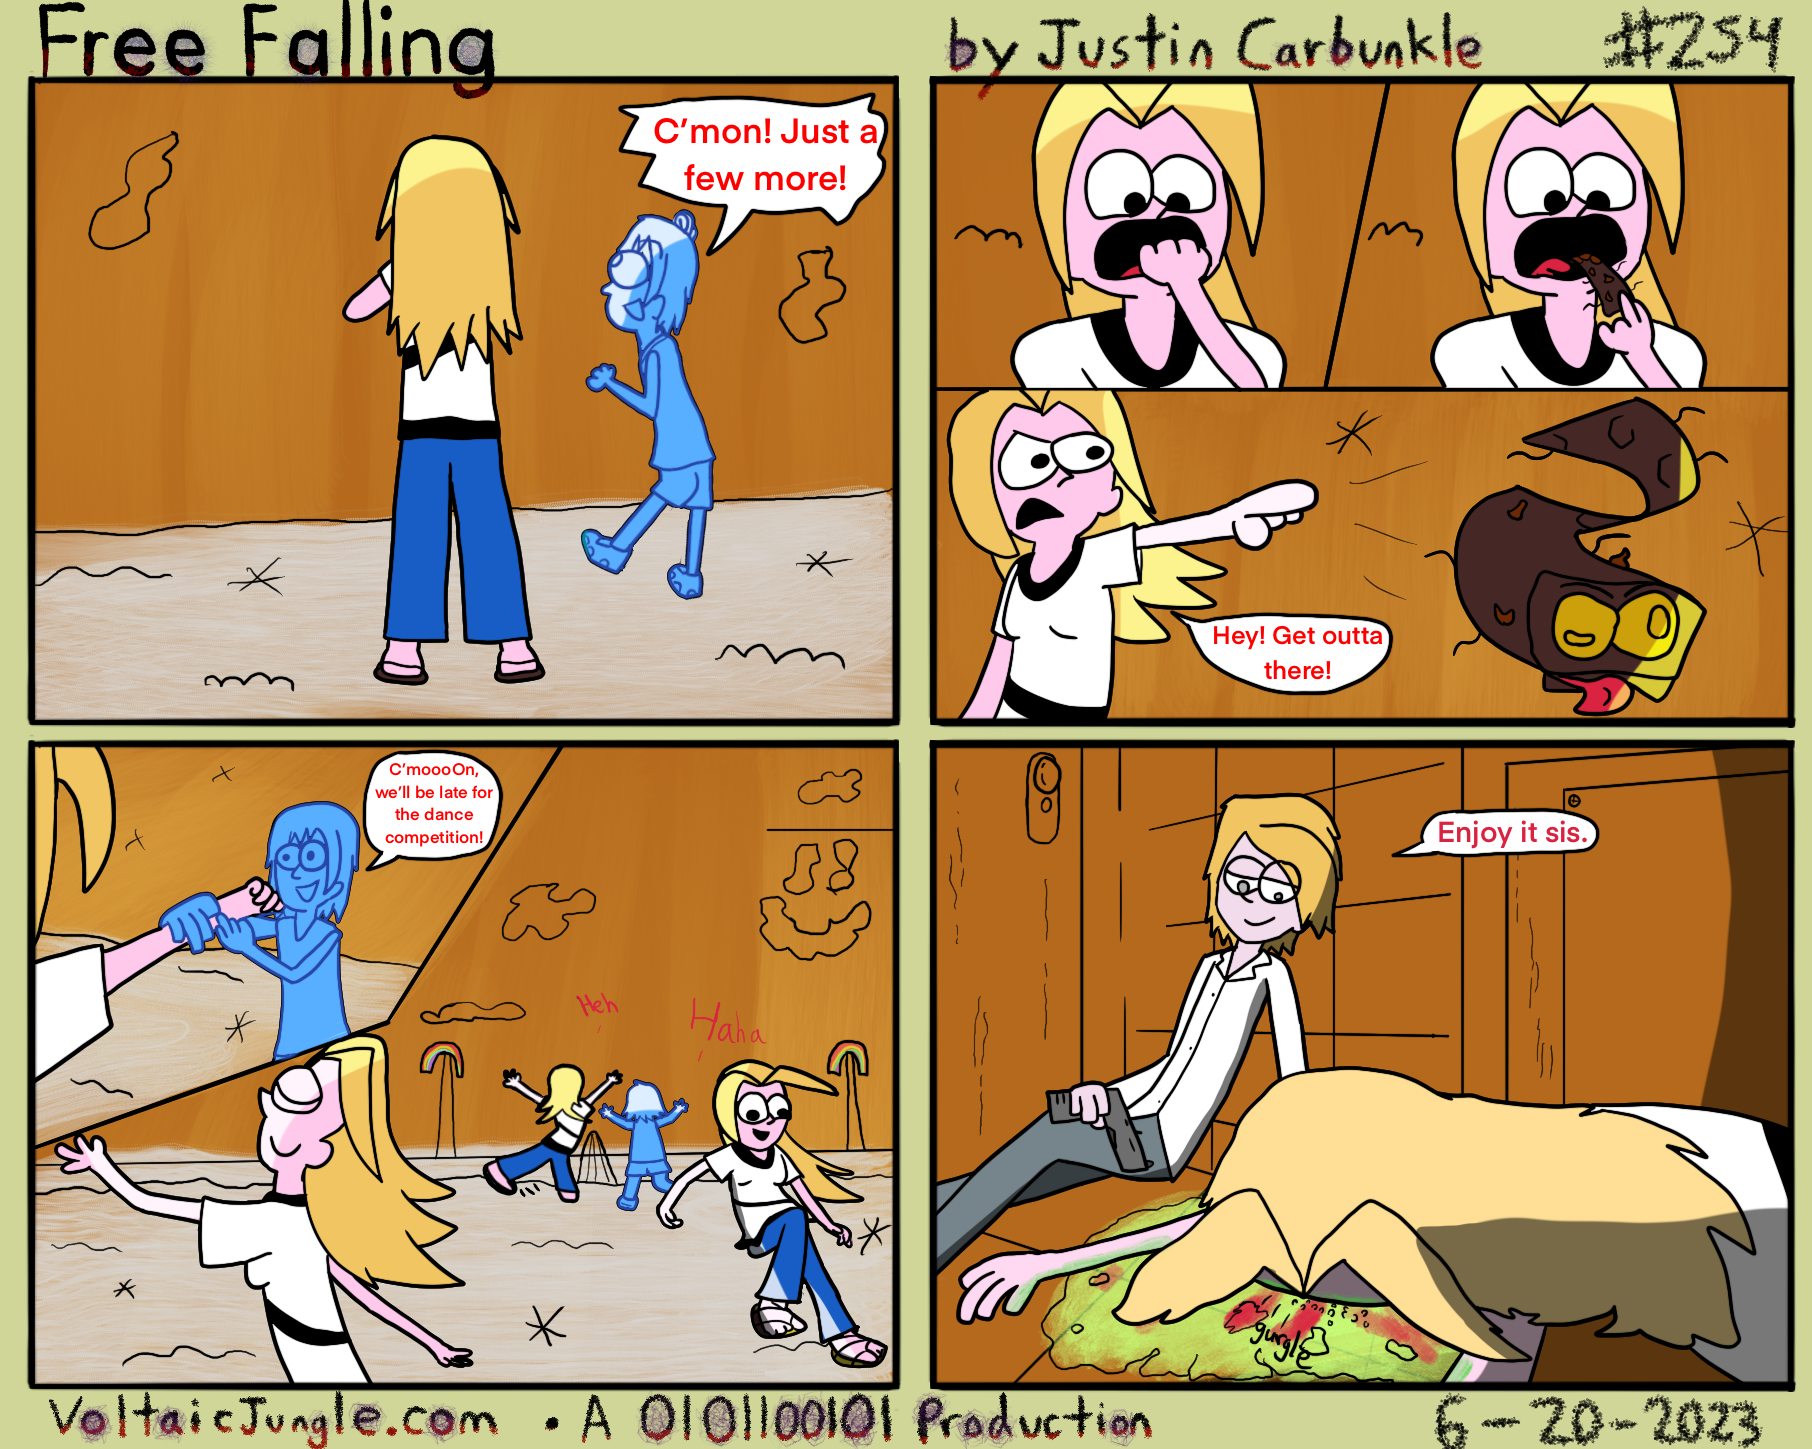 Free Falling
by Justin Carbunkle
#254
C'mon! Just a
few more!
Hey! Get outta
there!
C'moooOn,
we'll be late for
the dance
competition!
Heh
Haha
Enjoy it sis.
gurgle
VoltaicJungle.com • A 0101100101 Production
6-20-2023